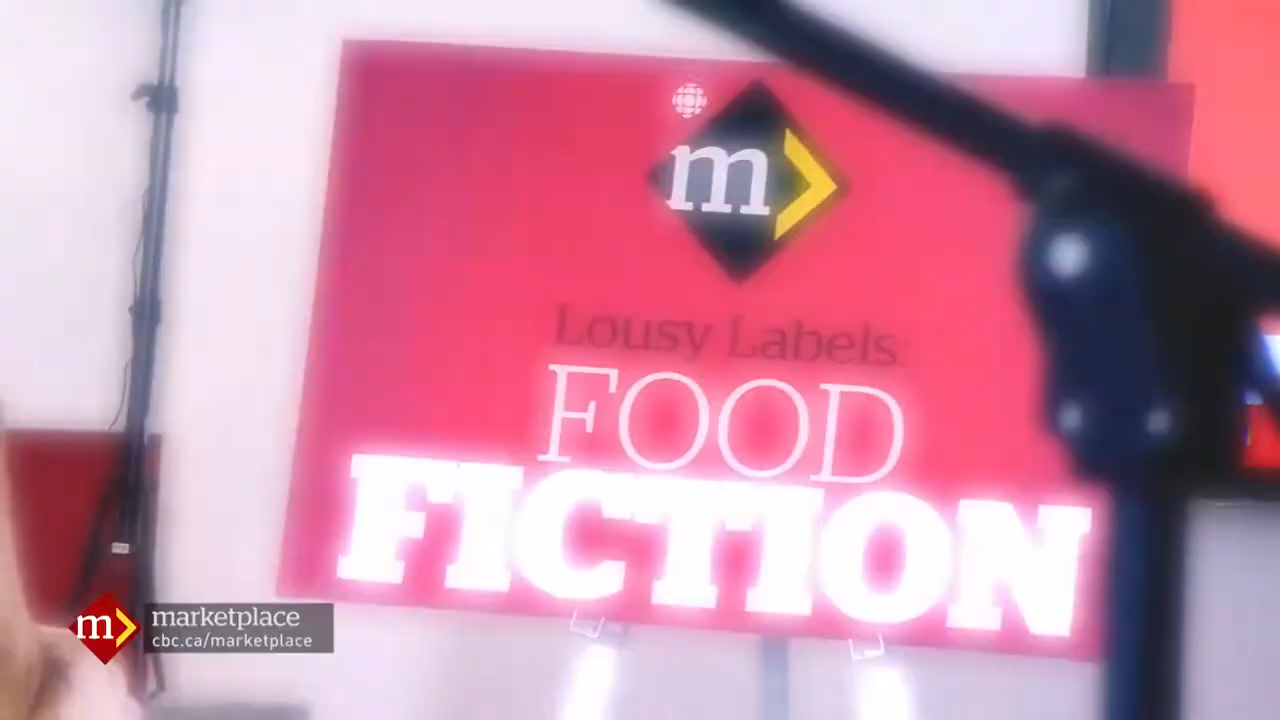 m
Lousy Labels.
FOOD
FICTION
m
marketplace
cbc.ca/marketplace